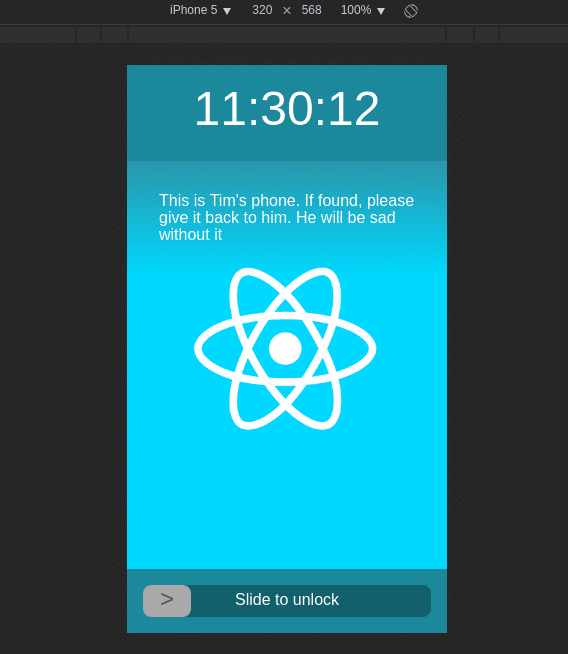 iPhone 5 ▼ 320 × 568 100% ▼
11:30:12
This is Tim's phone. If found, please
give it back to him. He will be sad
without it
> Slide to unlock